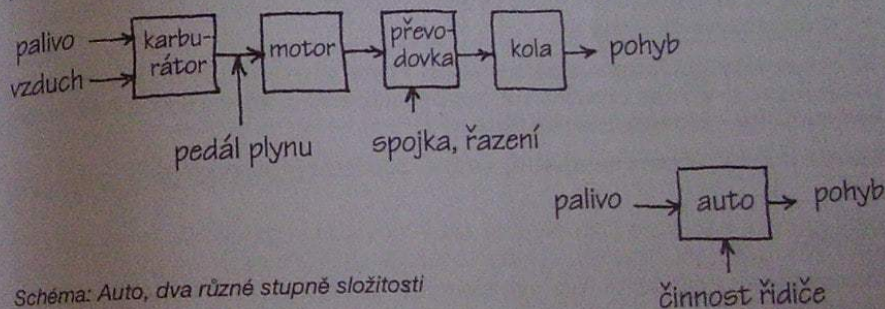 palivo
vzduch
karbu-
rátor
motor
převo-
dovka
kola
pohyb
pedál plynu
spojka, řazení
palivo
auto
pohyb
činnost řidiče
Schéma: Auto, dva různé stupně složitosti